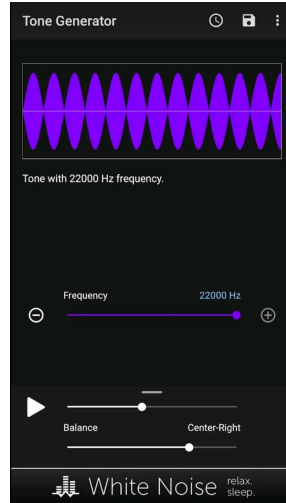 Tone Generator
Tone with 22000 Hz frequency.
Frequency 22000 Hz
Balance Center-Right
White Noise relax.
sleep.